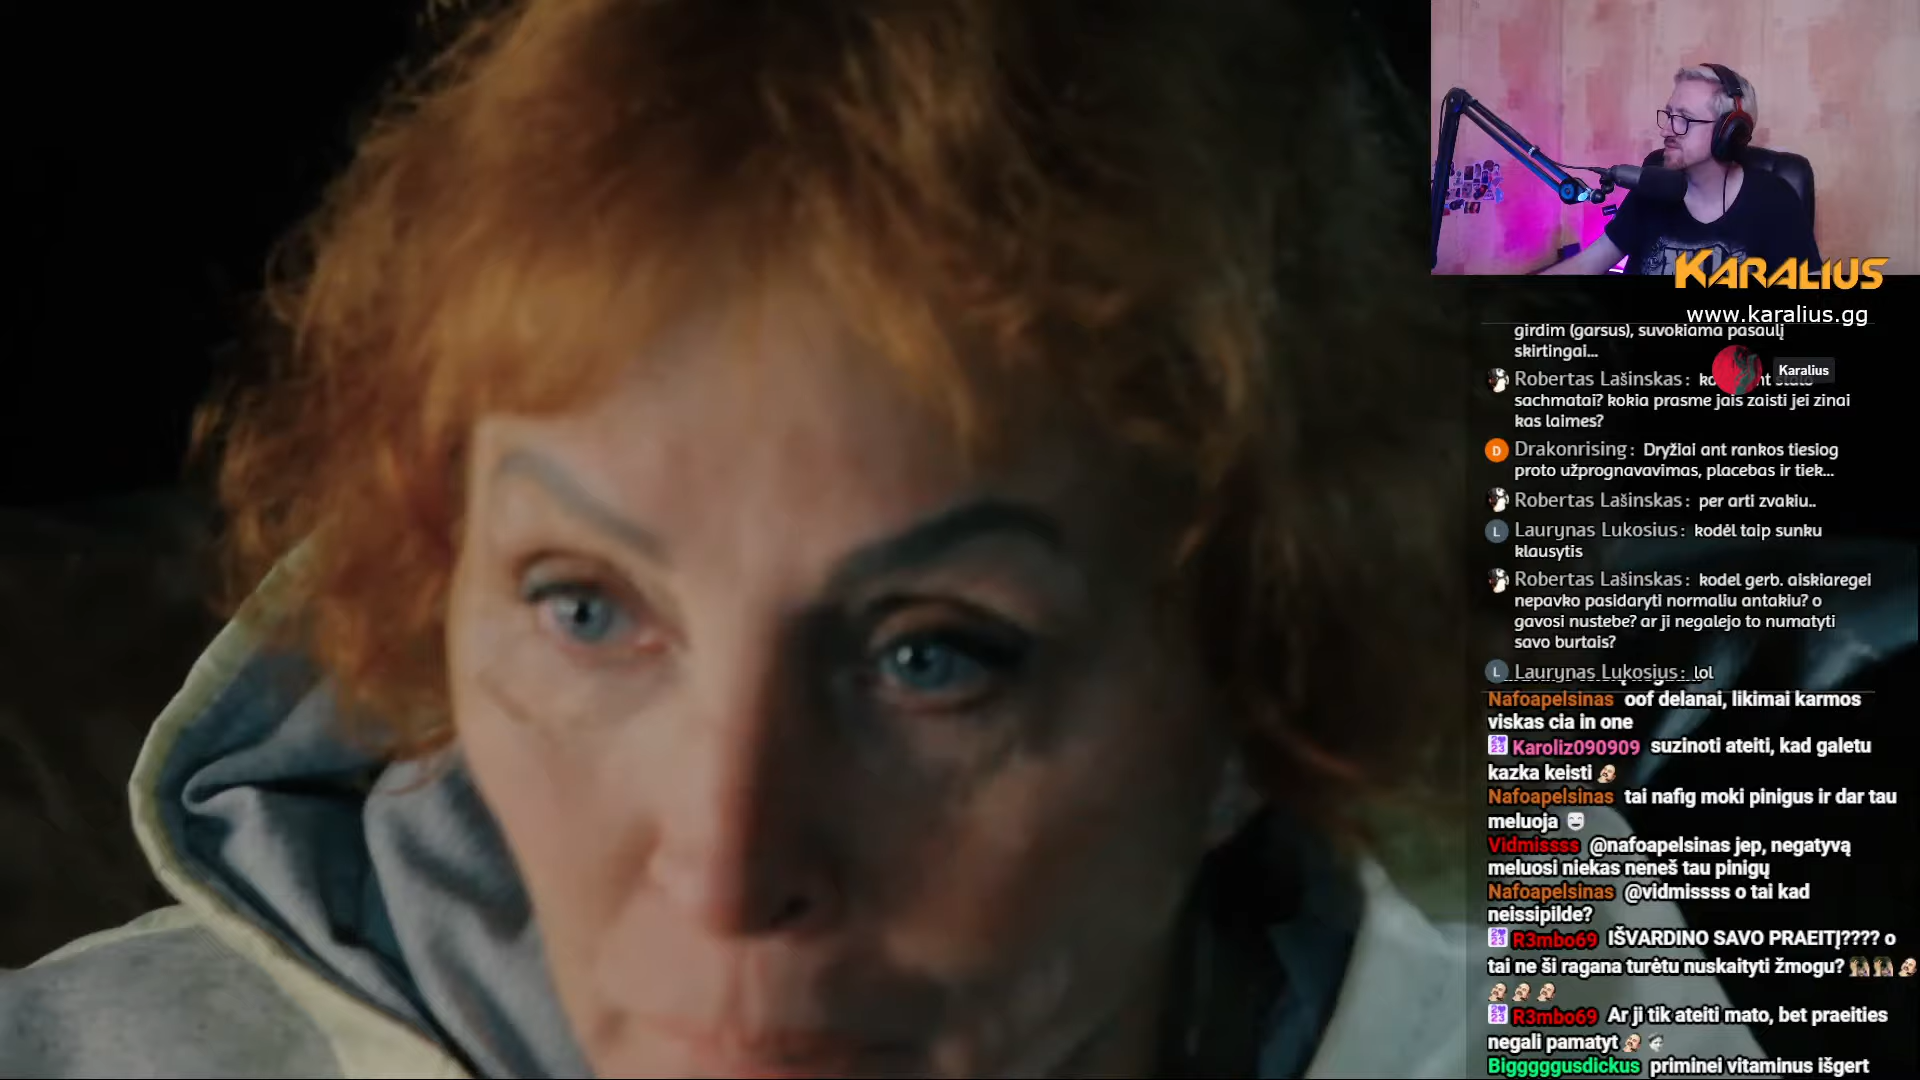 KARALIUS
www.karalius.gg
girdim (garsus), suvokiama pasaulį
skirtingai...
Karalius
Robertas Lašinskas:
sachmatai? kokia prasme jais zaisti jei zinai
kas laimes?
D Drakonrising: Dryžiai ant rankos tiesiog
proto užprognavavimas, placebas ir tiek...
Robertas Lašinskas: per arti zvakiu..
L Laurynas Lukosius: kodėl taip sunku
klausytis
Robertas Lašinskas: kodel gerb. aiskiaregei
nepavko pasidaryti normaliu antakiu? o
gavosi nustebe? ar ji negalejo to numatyti
savo burtais?
L Laurynas Lukosius: lol
Nafoapelsinas oof delanai, likimai karmos
viskas cia in one
Karoliz090909 suzinoti ateiti, kad galetu
kazka keisti
Nafoapelsinas tai nafig moki pinigus ir dar tau
meluoja
Vidmissss @nafoapelsinas jep, negatyvą
meluosi niekas neneš tau pinigų
Nafoapelsinas @vidmissss o tai kad
neissipilde?
R3mbo69 IŠVARDINO SAVO PRAEITĮ???? o
tai ne ši ragana turėtu nuskaityti žmogu?
R3mbo69 Ar ji tik ateiti mato, bet praeities
negali pamatyt
Bigggggusdickus priminei vitaminus išgert